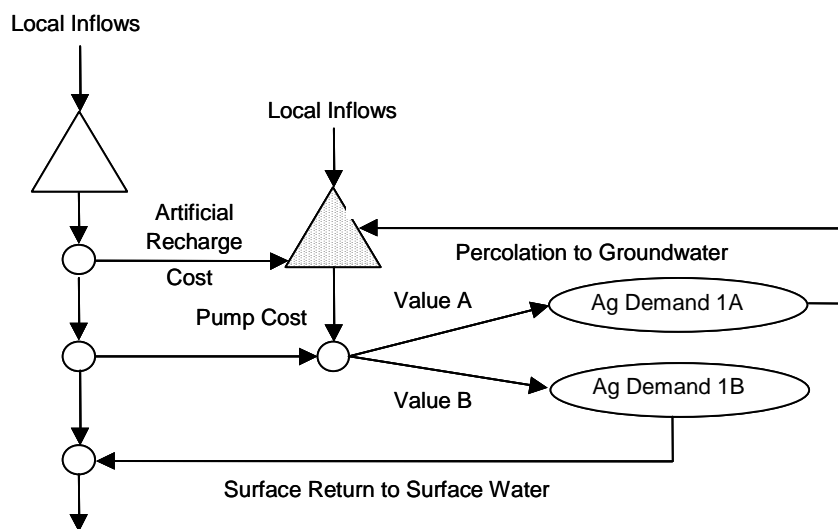 Local Inflows
Local Inflows
Artificial
Recharge
Cost
Percolation to Groundwater
Value A
Ag Demand 1A
Pump Cost
Value B
Ag Demand 1B
Surface Return to Surface Water